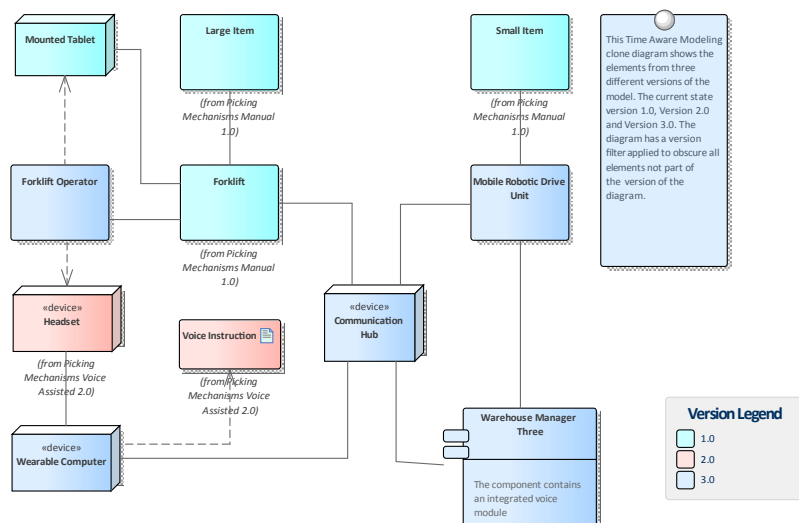 Mounted Tablet
Large Item
Small Item
This Time Aware Modeling
clone diagram shows the
elements from three
different versions of the
model. The current state
version 1.0, Version 2.0
and Version 3.0. The
diagram has a version
filter applied to obscure all
elements not part of
the version of the
diagram.
(from Picking
Mechanisms Manual
1.0)
(from Picking
Mechanisms Manual
1.0)
Forklift Operator
Forklift
Mobile Robotic Drive
Unit
(from Picking
Mechanisms Manual
1.0)
«device»
Headset
«device»
Communication
Hub
Voice Instruction
(from Picking
Mechanisms Voice
Assisted 2.0)
(from Picking
Mechanisms Voice
Assisted 2.0)
«device»
Wearable Computer
Warehouse Manager
Three
The component contains
an integrated voice
module
Version Legend
1.0
2.0
3.0